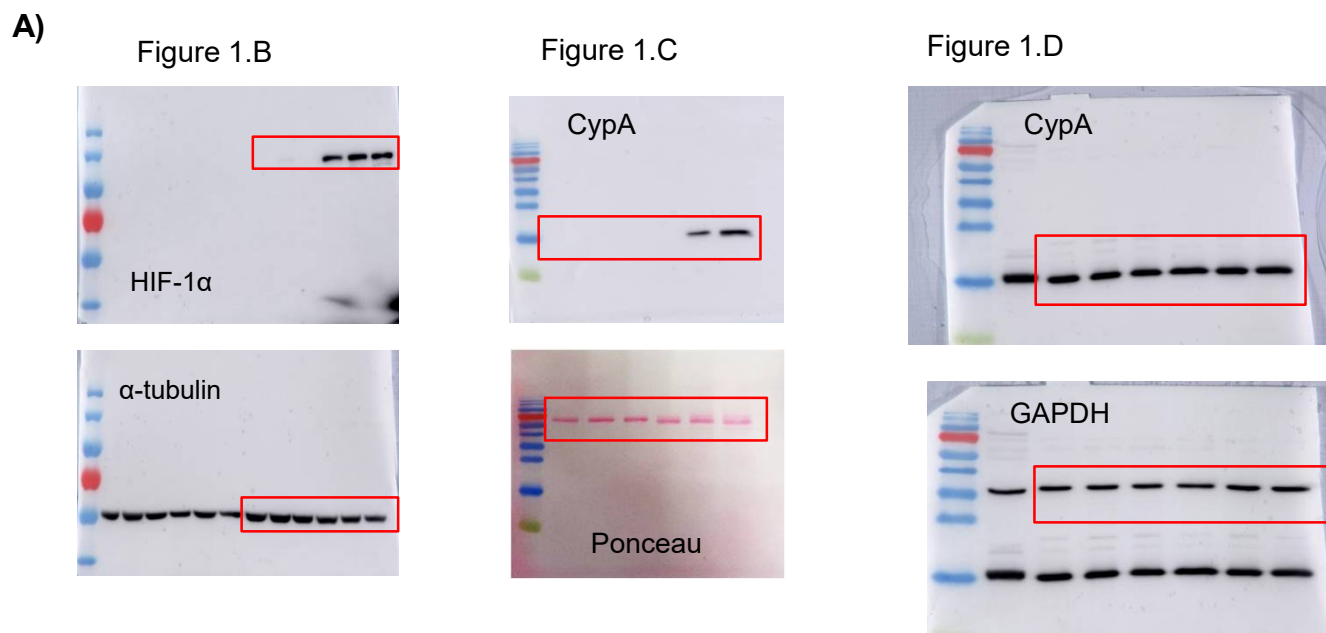 A)
Figure 1.B
Figure 1.C
Figure 1.D
HIF-1α
α-tubulin
CypA
Ponceau
CypA
GAPDH